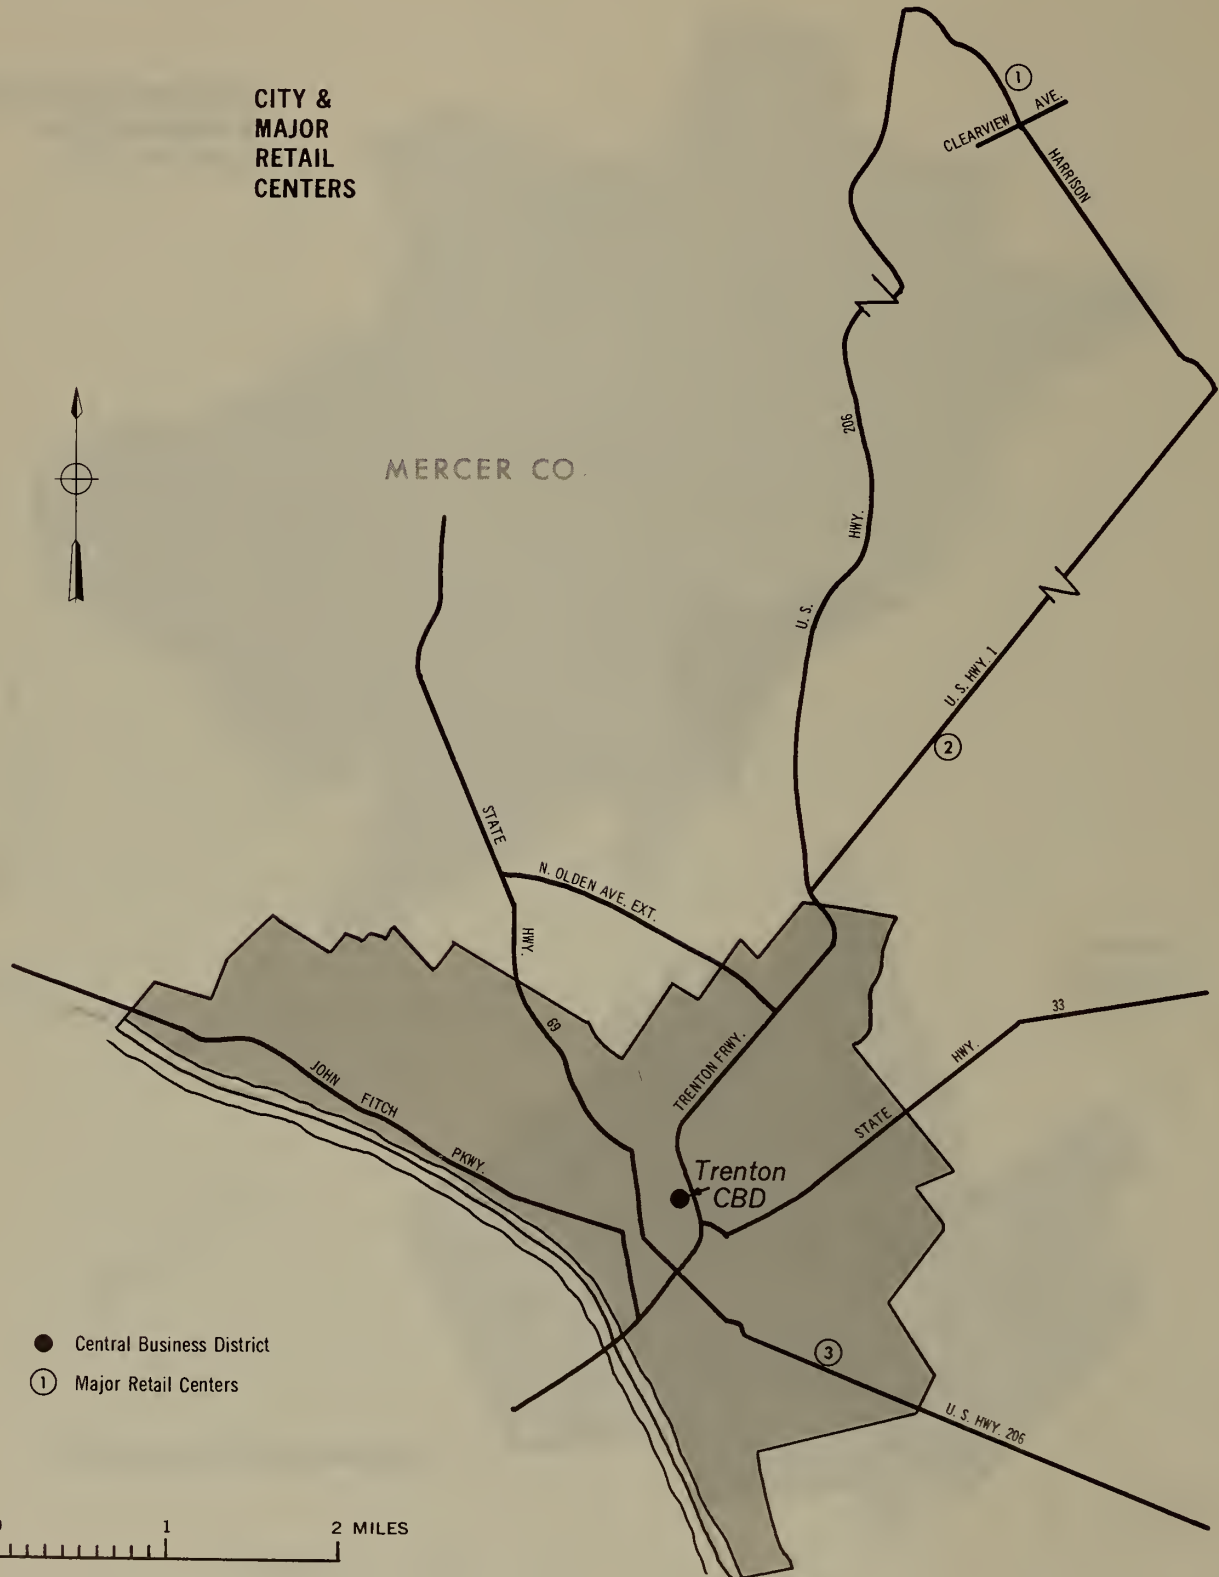 CITY &
MAJOR
RETAIL
CENTERS
1
CLEARVIEW AVE.
HARRISON
MERCER CO.
206
HWY.
U. S.
U. S. HWY. 1
2
STATE
N. OLDEN AVE. EXT.
HWY.
69
33
HWY.
STATE
TRENTON FRWY.
JOHN
FITCH
PKWY.
Trenton
CBD
Central Business District
1 Major Retail Centers
3
U. S. HWY. 206
0 1 2 MILES